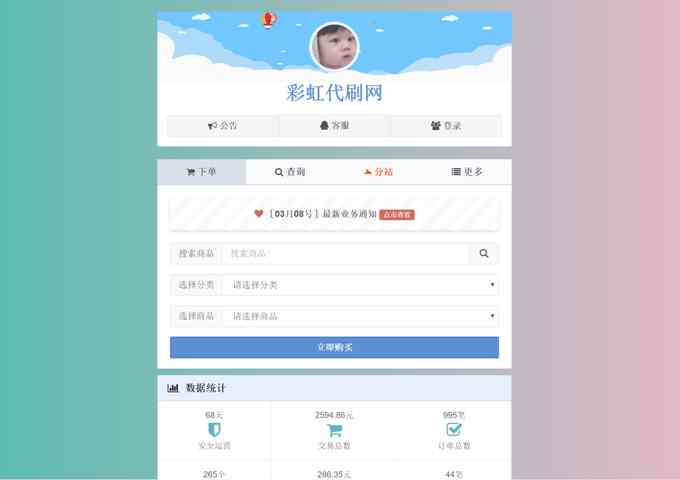 彩虹代刷网
公告 客服 登录
下单 查询 分站 更多
〔03月08号〕最新业务通知 点击查看
搜索商品 搜索商品
选择分类 请选择分类
选择商品 请选择商品
立即购买
数据统计
68天 2594.86元 995笔
安全运营 交易总数 订单总数
265个 286.35元 44笔